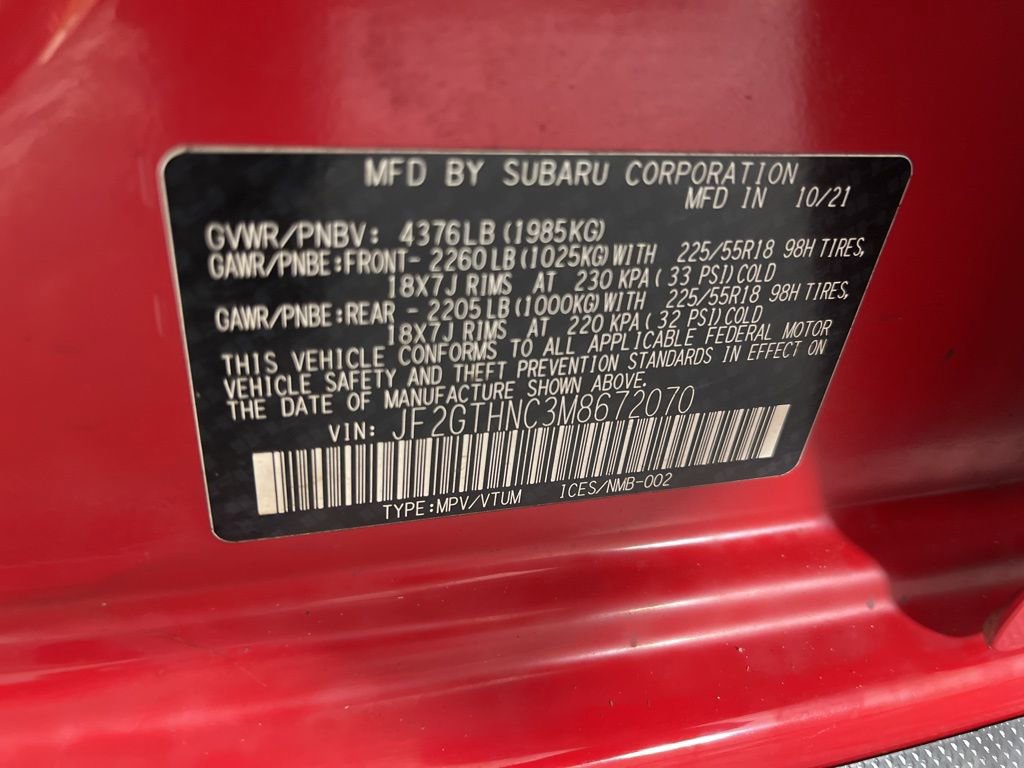 MFD BY SUBARU CORPORATION
MFD IN 10/21
GVWR/PNBV: 4376LB (1985KG)
GAWR/PNBE:FRONT- 2260LB (1025KG) WITH 225/55R18 98H TIRES,
18X7J RIMS AT 230 KPA ( 33 PSI) COLD
GAWR/PNBE:REAR - 2205LB (1000KG) WITH 225/55R18 98H TIRES,
18X7J RIMS AT 220 KPA ( 32 PSI) COLD
THIS VEHICLE CONFORMS TO ALL APPLICABLE FEDERAL MOTOR
VEHICLE SAFETY AND THEFT PREVENTION STANDARDS IN EFFECT ON
THE DATE OF MANUFACTURE SHOWN ABOVE.
VIN: JF2GTHNC3M8672070
TYPE:MPV/VTUM ICES/NMB-002